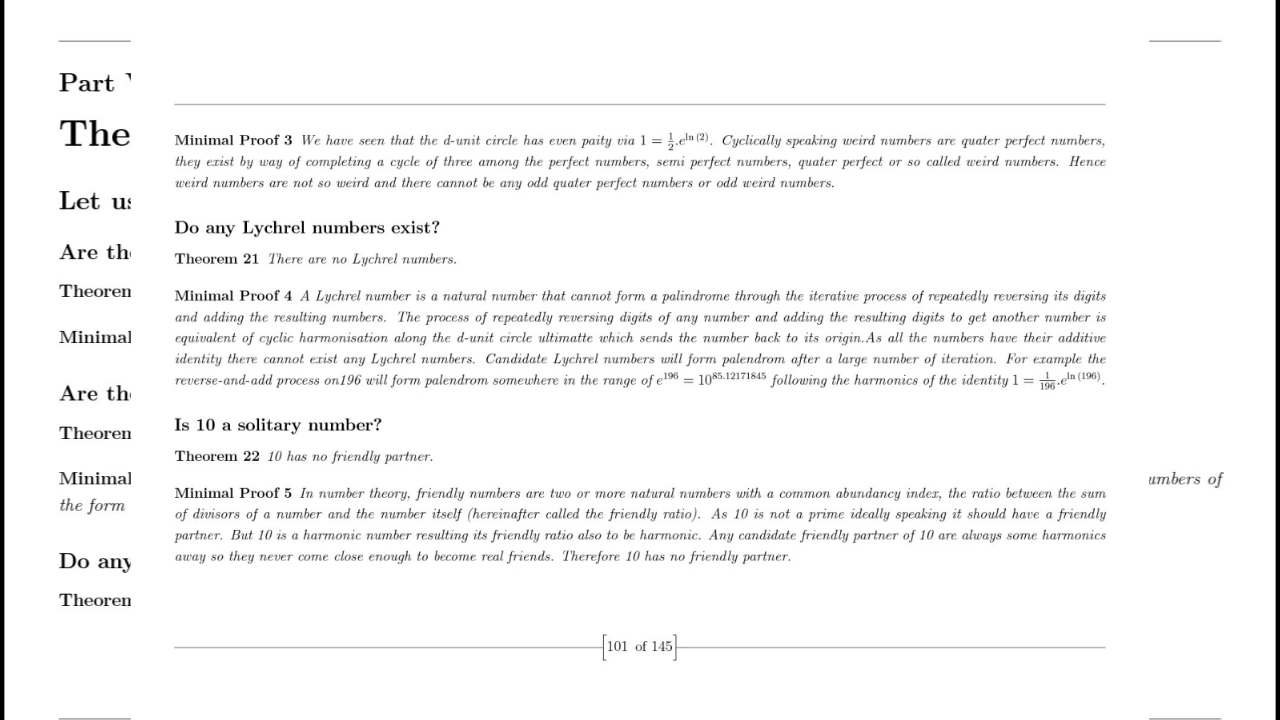 Part
The
Let us
Are the
Theorem
Minimal
Are the
Theorem
Minimal
the form
Do any
Theorem
umbers of
Minimal Proof 3 We have seen that the d-unit circle has even paity via 1 = 1/2 .e^ln (2). Cyclically speaking weird numbers are quater perfect numbers,
they exist by way of completing a cycle of three among the perfect numbers, semi perfect numbers, quater perfect or so called weird numbers. Hence
weird numbers are not so weird and there cannot be any odd quater perfect numbers or odd weird numbers.
Do any Lychrel numbers exist?
Theorem 21 There are no Lychrel numbers.
Minimal Proof 4 A Lychrel number is a natural number that cannot form a palindrome through the iterative process of repeatedly reversing its digits
and adding the resulting numbers. The process of repeatedly reversing digits of any number and adding the resulting digits to get another number is
equivalent of cyclic harmonisation along the d-unit circle ultimatte which sends the number back to its origin.As all the numbers have their additive
identity there cannot exist any Lychrel numbers. Candidate Lychrel numbers will form palendrom after a large number of iteration. For example the
reverse-and-add process on196 will form palendrom somewhere in the range of e^196 = 10^85.12171845 following the harmonics of the identity 1 = 1/196 .e^ln (196).
Is 10 a solitary number?
Theorem 22 10 has no friendly partner.
Minimal Proof 5 In number theory, friendly numbers are two or more natural numbers with a common abundancy index, the ratio between the sum
of divisors of a number and the number itself (hereinafter called the friendly ratio). As 10 is not a prime ideally speaking it should have a friendly
partner. But 10 is a harmonic number resulting its friendly ratio also to be harmonic. Any candidate friendly partner of 10 are always some harmonics
away so they never come close enough to become real friends. Therefore 10 has no friendly partner.
[101 of 145]